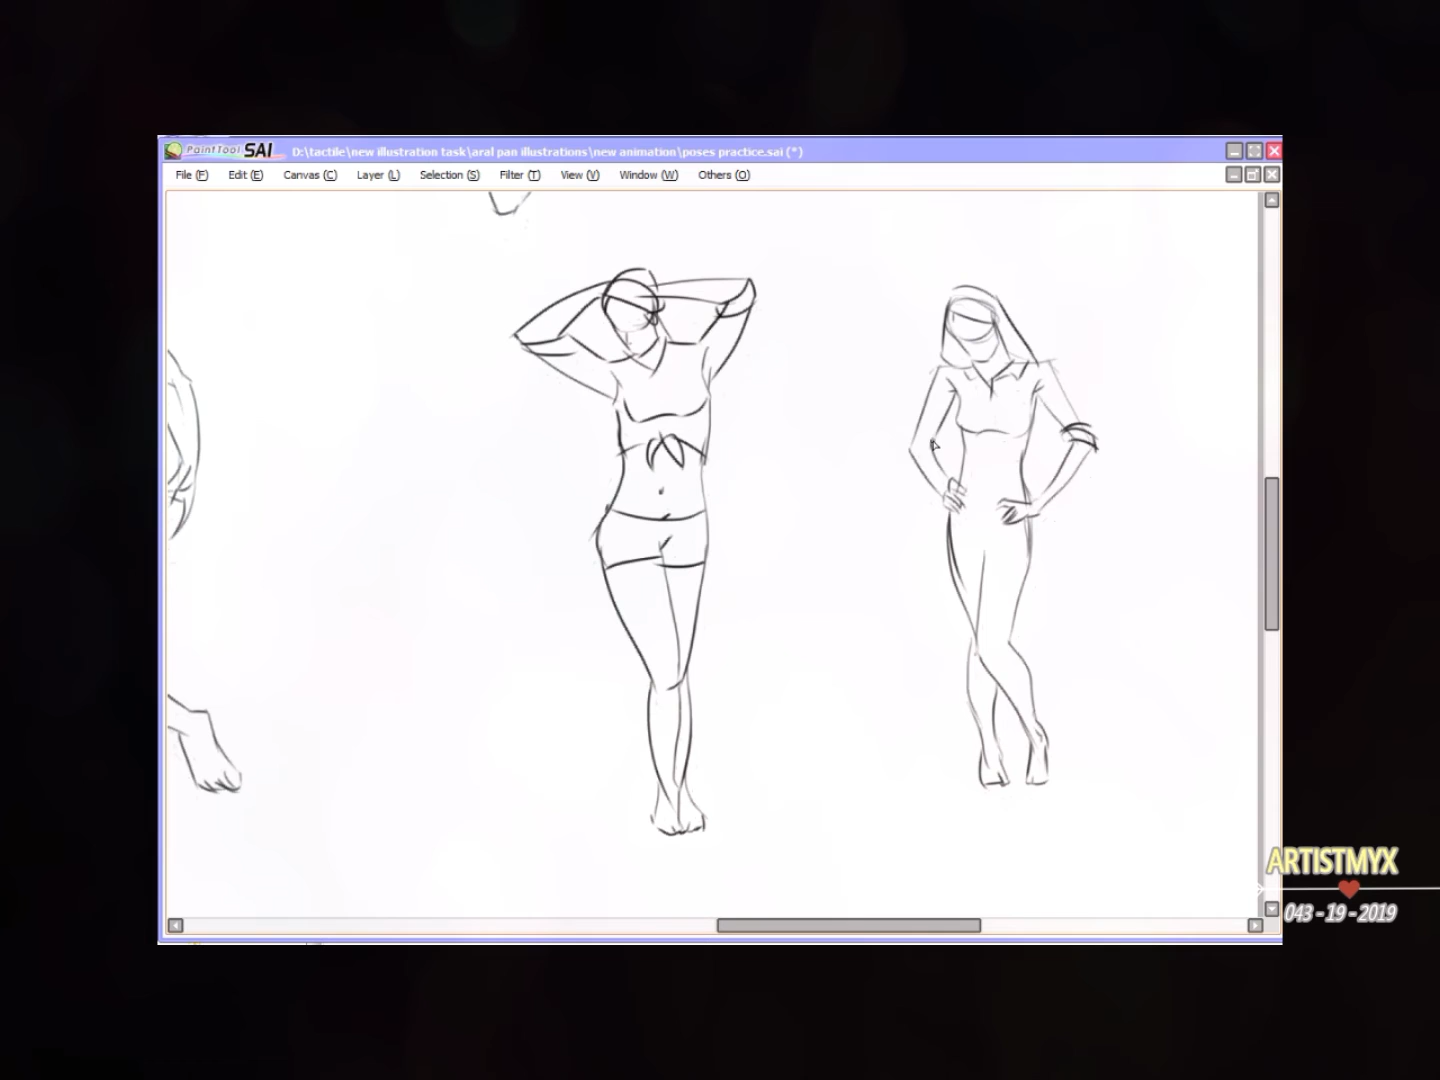 PaintTool SAI D:\tactile\new illustration task\aral pan illustrations\new animation\poses practice.sai (*)
File (F) Edit (E) Canvas (C) Layer (L) Selection (S) Filter (T) View (V) Window (W) Others (O)
ARTISTMYX
043 - 19 - 2019